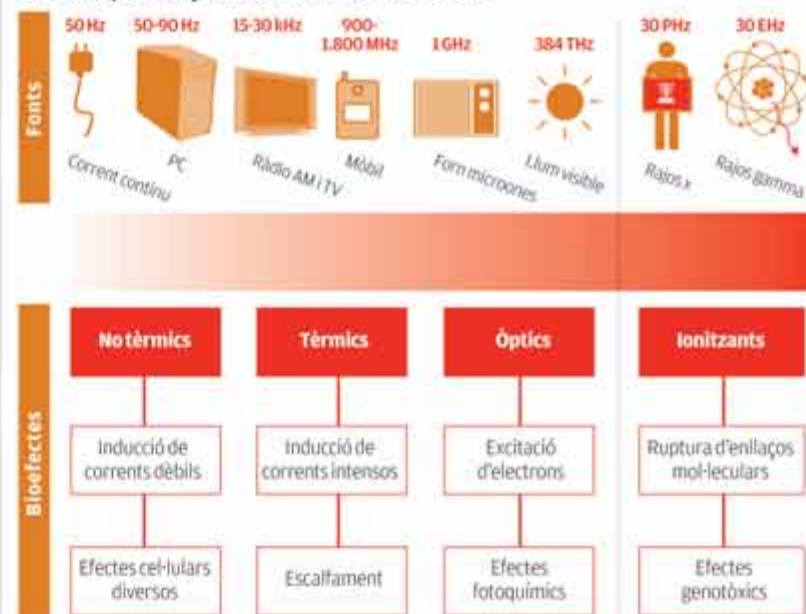 Fonts
50 Hz
50-90 Hz
15-30 kHz
900-
1.800 MHz
1 GHz
384 THz
30 PHz
30 EHz
Corrent continu
PC
Ràdio AM i TV
Mòbil
Forn microones
Llum visible
Rajos x
Rajos gamma
Bioefectes
No tèrmics
Tèrmics
Òptics
Ionitzants
Inducció de
corrents dèbils
Inducció de
corrents intensos
Excitació
d'electrons
Ruptura d'enllaços
mol·leculars
Efectes cel·lulars
diversos
Escalfament
Efectes
fotoquímics
Efectes
genotòxics